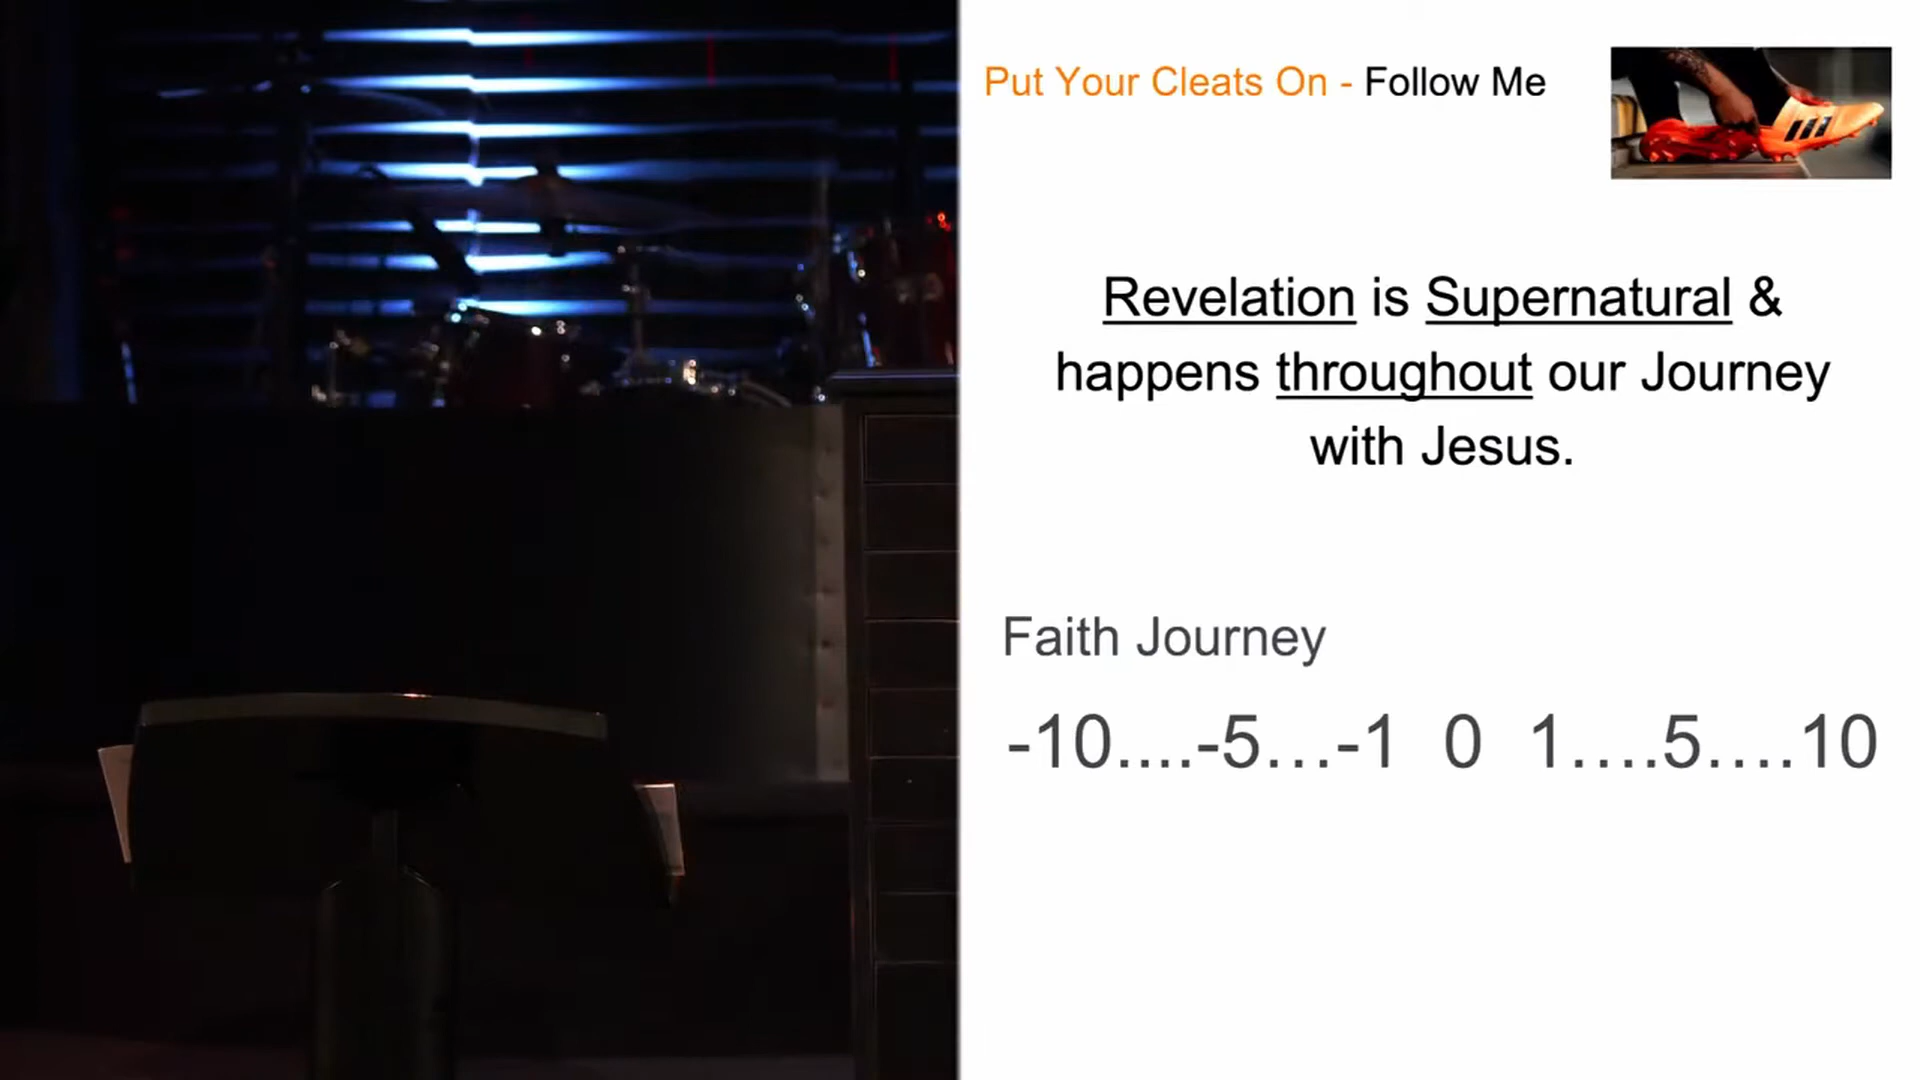 Put Your Cleats On - Follow Me
Revelation is Supernatural &
happens throughout our Journey
with Jesus.
Faith Journey
-10....-5…-1 0 1….5….10